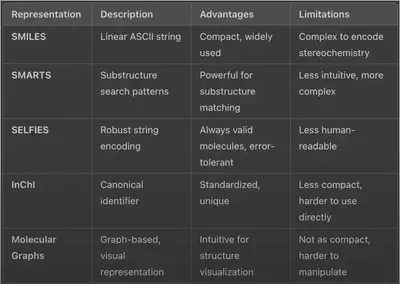 Representation Description Advantages Limitations
SMILES Linear ASCII string Compact, widely used Complex to encode stereochemistry
SMARTS Substructure search patterns Powerful for substructure matching Less intuitive, more complex
SELFIES Robust string encoding Always valid molecules, error-tolerant Less human-readable
InChI Canonical identifier Standardized, unique Less compact, harder to use directly
Molecular Graphs Graph-based, visual representation Intuitive for structure visualization Not as compact, harder to manipulate